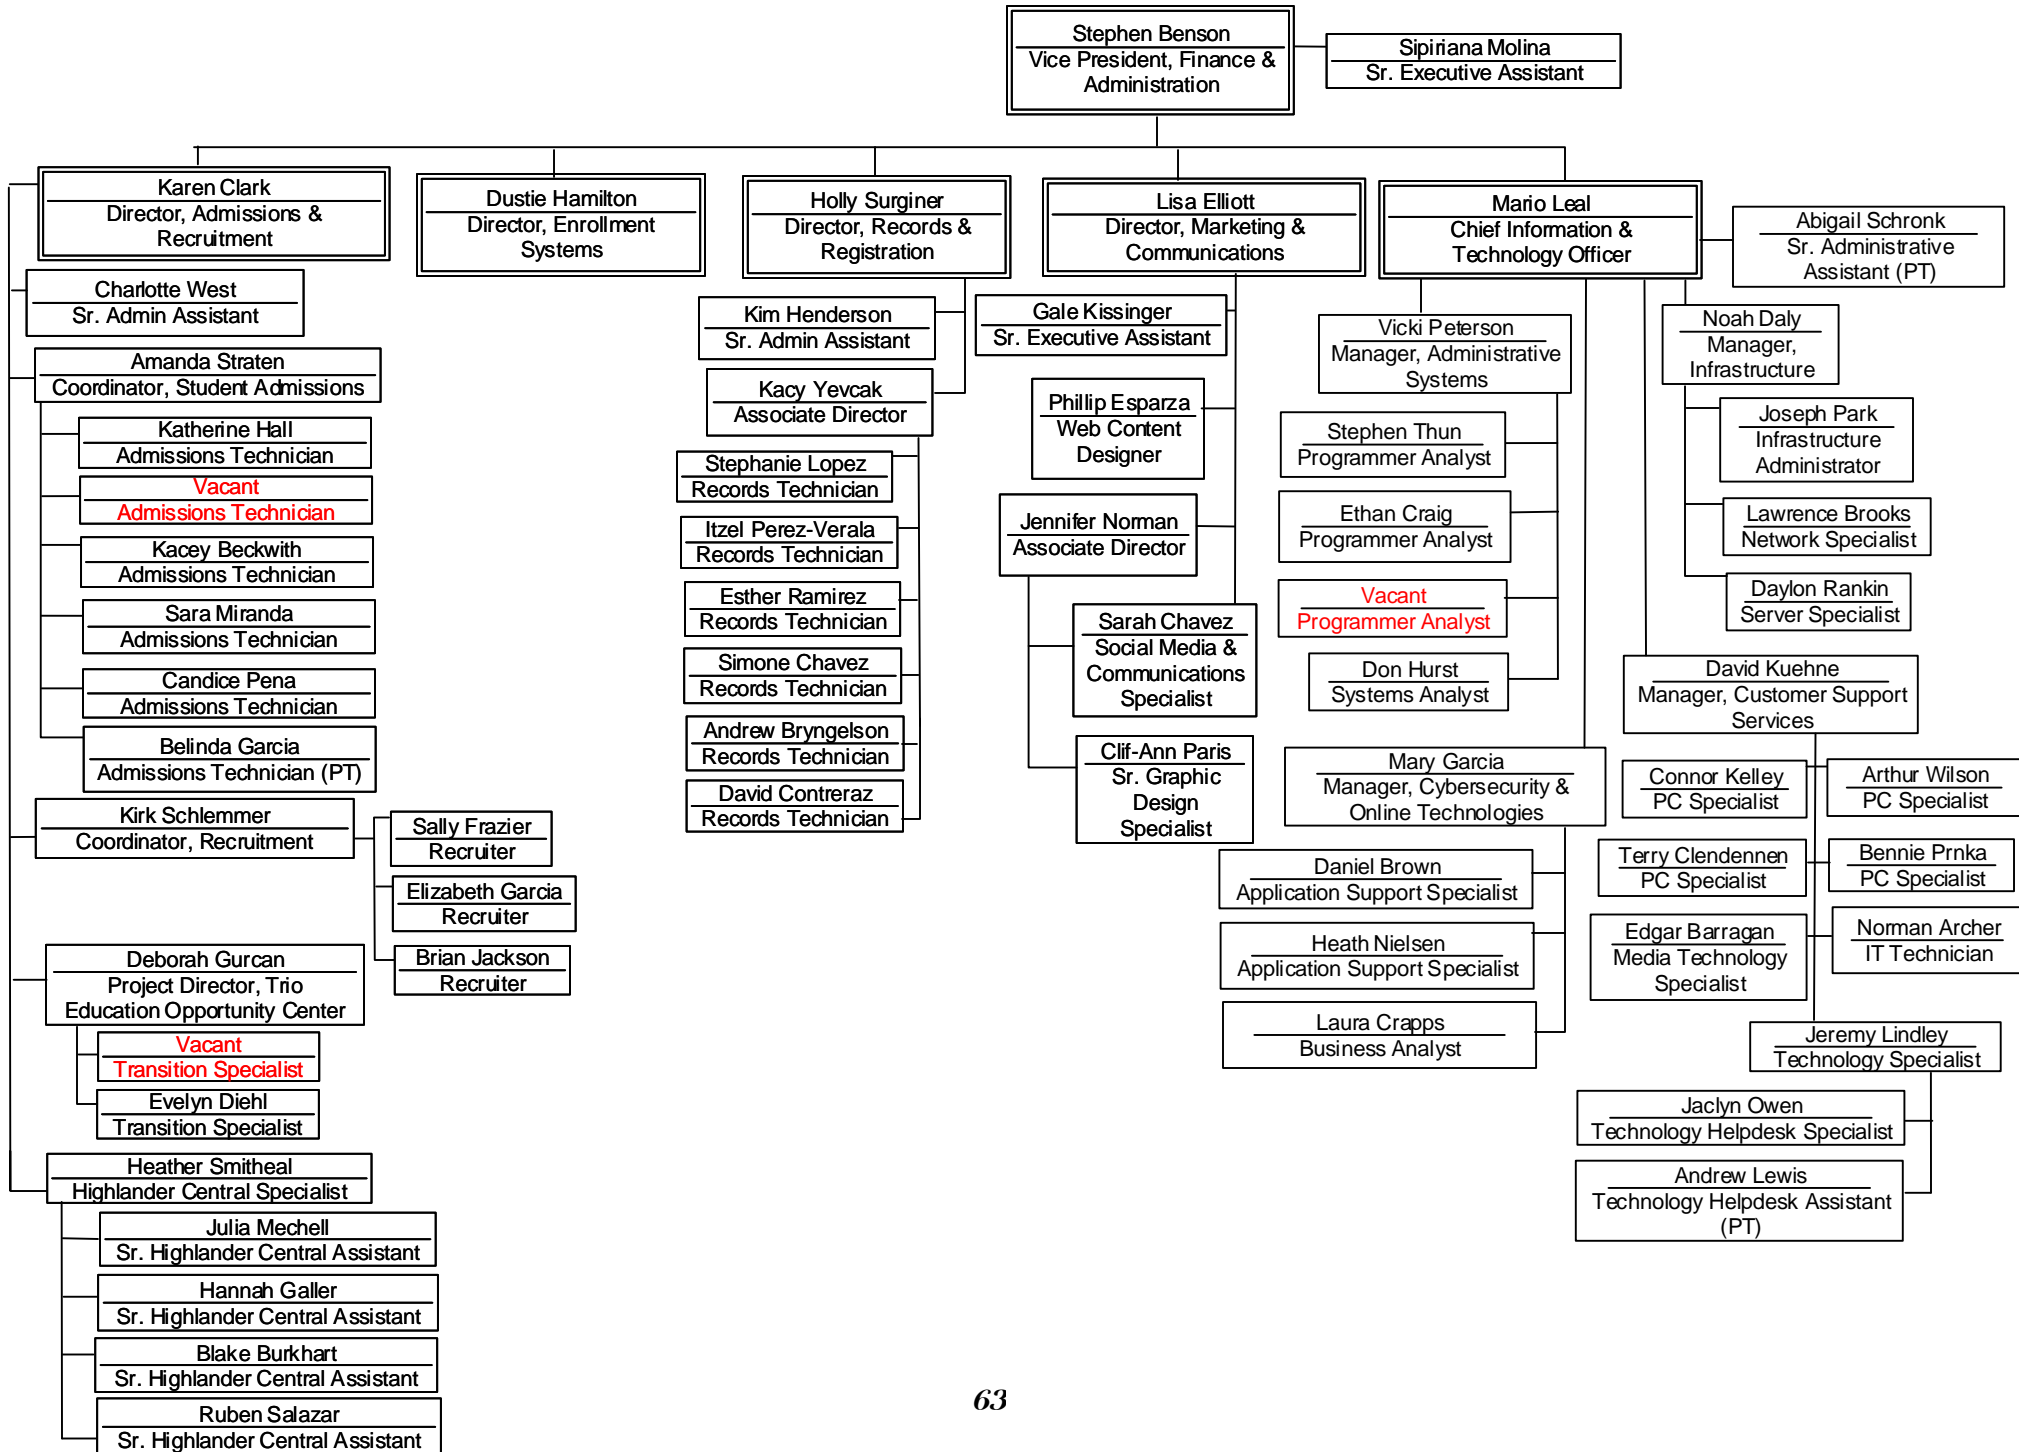 Stephen Benson
Vice President, Finance &
Administration
Sipiriana Molina
Sr. Executive Assistant
Karen Clark
Director, Admissions &
Recruitment
Dustie Hamilton
Director, Enrollment
Systems
Holly Surginer
Director, Records &
Registration
Lisa Elliott
Director, Marketing &
Communications
Mario Leal
Chief Information &
Technology Officer
Abigail Schronk
Sr. Administrative
Assistant (PT)
Charlotte West
Sr. Admin Assistant
Amanda Straten
Coordinator, Student Admissions
Katherine Hall
Admissions Technician
Vacant
Admissions Technician
Kacey Beckwith
Admissions Technician
Sara Miranda
Admissions Technician
Candice Pena
Admissions Technician
Belinda Garcia
Admissions Technician (PT)
Kirk Schlemmer
Coordinator, Recruitment
Sally Frazier
Recruiter
Elizabeth Garcia
Recruiter
Brian Jackson
Recruiter
Deborah Gurcan
Project Director, Trio
Education Opportunity Center
Vacant
Transition Specialist
Evelyn Diehl
Transition Specialist
Heather Smitheal
Highlander Central Specialist
Julia Mechell
Sr. Highlander Central Assistant
Hannah Galler
Sr. Highlander Central Assistant
Blake Burkhart
Sr. Highlander Central Assistant
Ruben Salazar
Sr. Highlander Central Assistant
Kim Henderson
Sr. Admin Assistant
Kacy Yevcak
Associate Director
Stephanie Lopez
Records Technician
Itzel Perez-Verala
Records Technician
Esther Ramirez
Records Technician
Simone Chavez
Records Technician
Andrew Bryngelson
Records Technician
David Contreraz
Records Technician
Gale Kissinger
Sr. Executive Assistant
Phillip Esparza
Web Content
Designer
Jennifer Norman
Associate Director
Sarah Chavez
Social Media &
Communications
Specialist
Clif-Ann Paris
Sr. Graphic
Design
Specialist
Vicki Peterson
Manager, Administrative
Systems
Stephen Thun
Programmer Analyst
Ethan Craig
Programmer Analyst
Vacant
Programmer Analyst
Don Hurst
Systems Analyst
Mary Garcia
Manager, Cybersecurity &
Online Technologies
Daniel Brown
Application Support Specialist
Heath Nielsen
Application Support Specialist
Laura Crapps
Business Analyst
Noah Daly
Manager,
Infrastructure
Joseph Park
Infrastructure
Administrator
Lawrence Brooks
Network Specialist
Daylon Rankin
Server Specialist
David Kuehne
Manager, Customer Support
Services
Connor Kelley
PC Specialist
Arthur Wilson
PC Specialist
Terry Clendennen
PC Specialist
Bennie Prnka
PC Specialist
Edgar Barragan
Media Technology
Specialist
Norman Archer
IT Technician
Jeremy Lindley
Technology Specialist
Jaclyn Owen
Technology Helpdesk Specialist
Andrew Lewis
Technology Helpdesk Assistant
(PT)
63